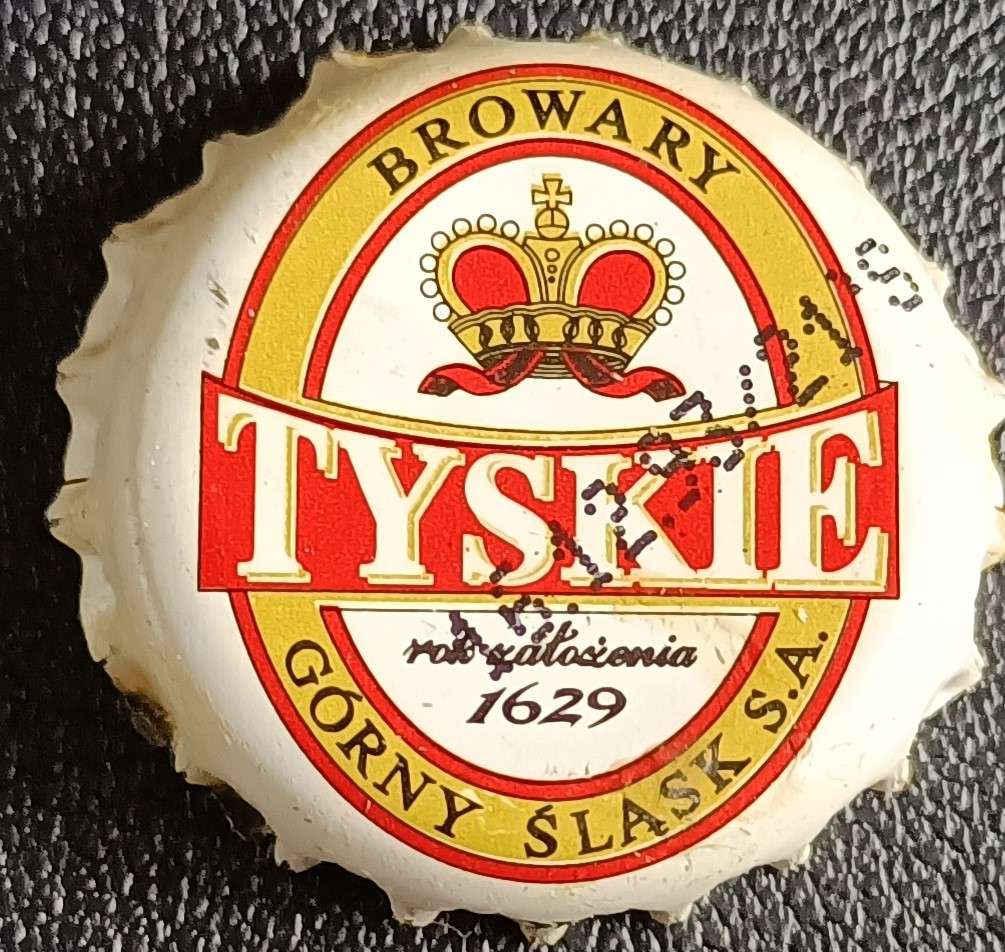 BROWARY
TYSKIE
rok założenia
1629
GÓRNY ŚLĄSK S.A.